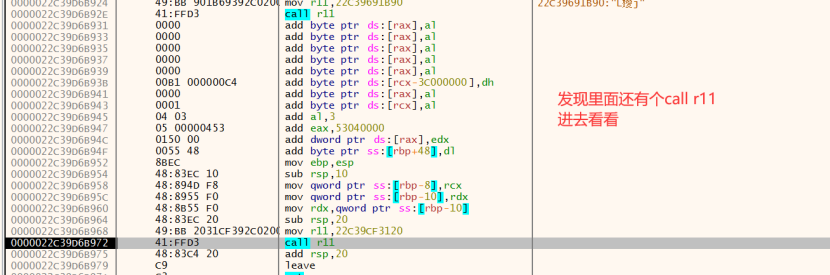 0000022C39D6B924 49:BB 901B69392C0200 mov r11,22C39691B90 22C39691B90:"L搜j"
0000022C39D6B92E 41:FFD3 call r11
0000022C39D6B931 0000 add byte ptr ds:[rax],al
0000022C39D6B933 0000 add byte ptr ds:[rax],al
0000022C39D6B935 0000 add byte ptr ds:[rax],al
0000022C39D6B937 0000 add byte ptr ds:[rax],al
0000022C39D6B939 0000 add byte ptr ds:[rax],al
0000022C39D6B93B 00B1 000000C4 add byte ptr ds:[rcx-3C000000],dh
0000022C39D6B941 0000 add byte ptr ds:[rax],al
0000022C39D6B943 0001 add byte ptr ds:[rcx],al
0000022C39D6B945 04 03 add al,3
0000022C39D6B947 05 00000453 add eax,53040000
0000022C39D6B94C 0150 00 add dword ptr ds:[rax],edx
0000022C39D6B94F 0055 48 add byte ptr ss:[rbp+48],dl
0000022C39D6B952 8BEC mov ebp,esp
0000022C39D6B954 48:83EC 10 sub rsp,10
0000022C39D6B958 48:894D F8 mov qword ptr ss:[rbp-8],rcx
0000022C39D6B95C 48:8955 F0 mov qword ptr ss:[rbp-10],rdx
0000022C39D6B960 48:8B55 F0 mov rdx,qword ptr ss:[rbp-10]
0000022C39D6B964 48:83EC 20 sub rsp,20
0000022C39D6B968 49:BB 2031CF392C0200 mov r11,22C39CF3120
0000022C39D6B972 41:FFD3 call r11
0000022C39D6B975 48:83C4 20 add rsp,20
0000022C39D6B979 C9 leave
发现里面还有个call r11
进去看看